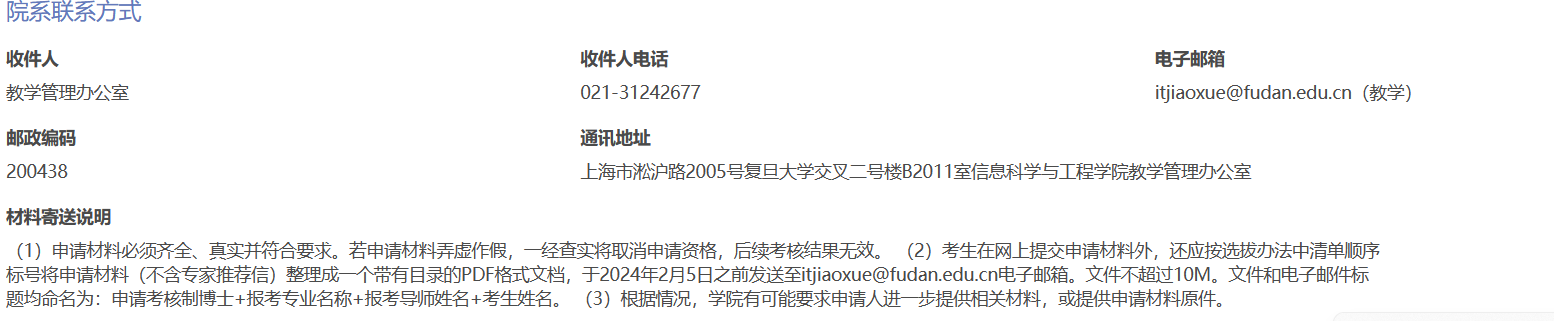 院系联系方式
收件人 收件人电话 电子邮箱
教学管理办公室 021-31242677 itjiaoxue@fudan.edu.cn（教学）
邮政编码 通讯地址
200438 上海市淞沪路2005号复旦大学交叉二号楼B2011室信息科学与工程学院教学管理办公室
材料寄送说明
（1）申请材料必须齐全、真实并符合要求。若申请材料弄虚作假，一经查实将取消申请资格，后续考核结果无效。 （2）考生在网上提交申请材料外，还应按选拔办法中清单顺序
标号将申请材料（不含专家推荐信）整理成一个带有目录的PDF格式文档，于2024年2月5日之前发送至itjiaoxue@fudan.edu.cn电子邮箱。文件不超过10M。文件和电子邮件标
题均命名为：申请考核制博士+报考专业名称+报考导师姓名+考生姓名。 （3）根据情况，学院有可能要求申请人进一步提供相关材料，或提供申请材料原件。